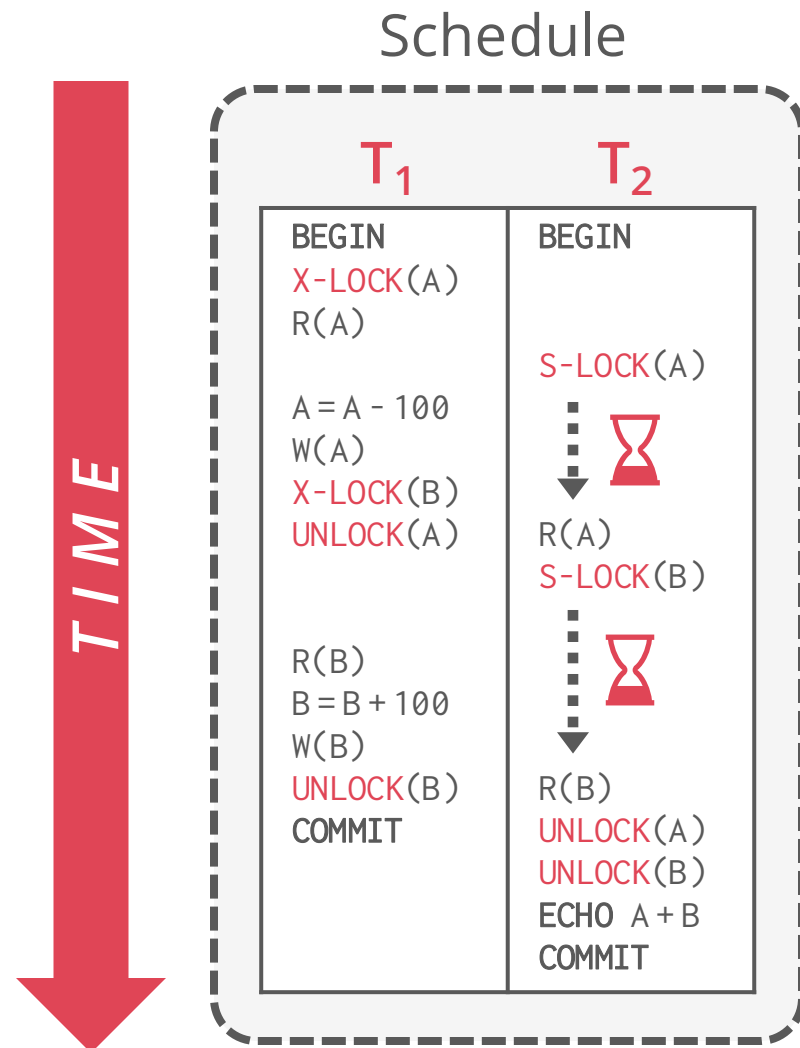 Schedule
TIME
T1
BEGIN
X-LOCK(A)
R(A)
A=A-100
W(A)
X-LOCK(B)
UNLOCK(A)
R(B)
B=B+100
W(B)
UNLOCK(B)
COMMIT
T2
BEGIN
S-LOCK(A)
R(A)
S-LOCK(B)
R(B)
UNLOCK(A)
UNLOCK(B)
ECHO A+B
COMMIT